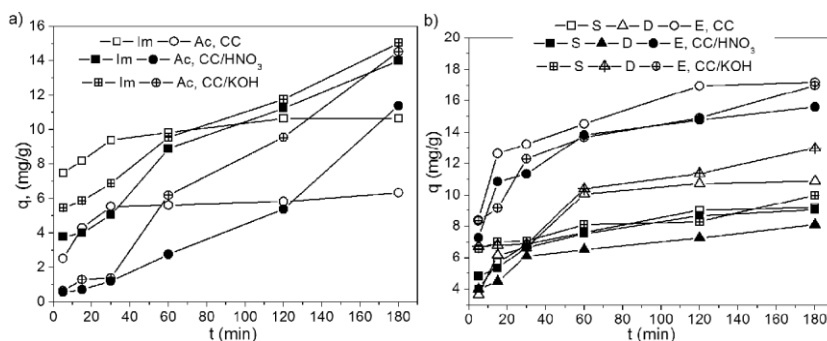 a)
Im Ac, CC
Im Ac, CC/HNO₃
Im Ac, CC/KOH
q, (mg/g)
16
14
12
10
8
6
4
2
0
0 20 40 60 80 100 120 140 160 180
t (min)
b)
S D E, CC
S D E, CC/HNO₃
S D E, CC/KOH
q (mg/g)
20
18
16
14
12
10
8
6
4
0 20 40 60 80 100 120 140 160 180
t (min)